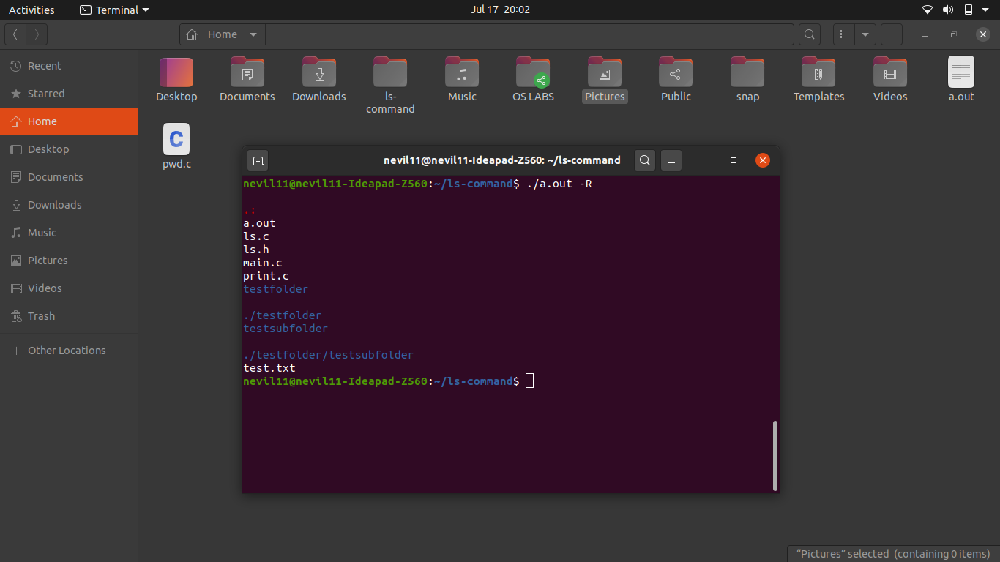 Activities
Terminal
Jul 17 20:02
Home
Recent
Starred
Home
Desktop
Documents
Downloads
Music
Pictures
Videos
Trash
Other Locations
Desktop
Documents
Downloads
ls-
command
Music
OS LABS
Pictures
Public
snap
Templates
Videos
a.out
C
pwd.c
nevil11@nevil11-Ideapad-Z560: ~/ls-command
nevil11@nevil11-Ideapad-Z560:~/ls-command$ ./a.out -R
.:
a.out
ls.c
ls.h
main.c
print.c
testfolder
./testfolder
testsubfolder
./testfolder/testsubfolder
test.txt
nevil11@nevil11-Ideapad-Z560:~/ls-command$
“Pictures” selected (containing 0 items)